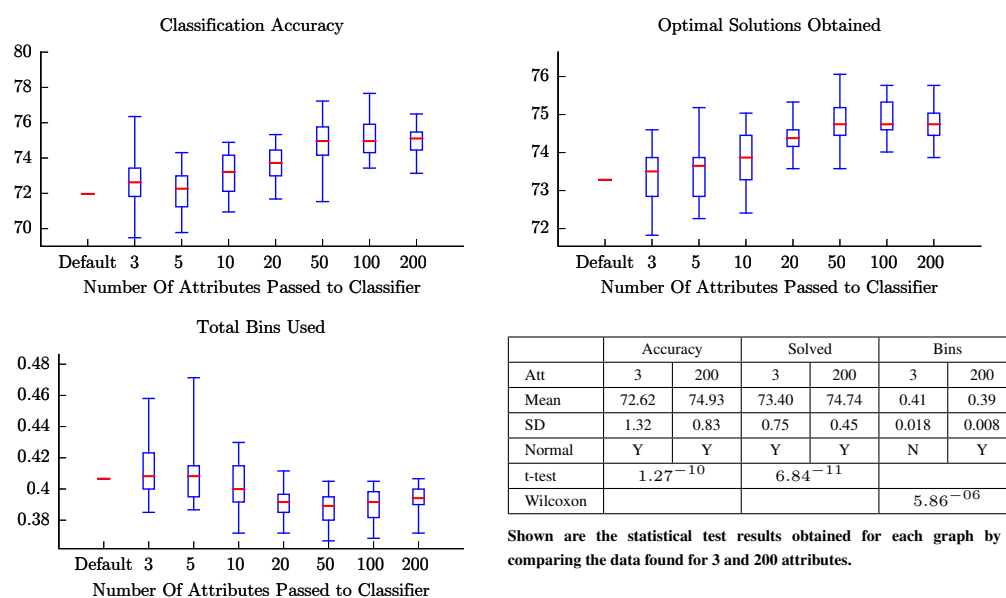 Classification Accuracy
80
78
76
74
72
70
Default 3 5 10 20 50 100 200
Number Of Attributes Passed to Classifier
Optimal Solutions Obtained
76
75
74
73
72
Default 3 5 10 20 50 100 200
Number Of Attributes Passed to Classifier
Total Bins Used
0.48
0.46
0.44
0.42
0.4
0.38
Default 3 5 10 20 50 100 200
Number Of Attributes Passed to Classifier
Accuracy Solved Bins
Att 3 200 3 200 3 200
Mean 72.62 74.93 73.40 74.74 0.41 0.39
SD 1.32 0.83 0.75 0.45 0.018 0.008
Normal Y Y Y Y N Y
t-test 1.27⁻¹⁰ 6.84⁻¹¹
Wilcoxon 5.86⁻⁰⁶
Shown are the statistical test results obtained for each graph by
comparing the data found for 3 and 200 attributes.